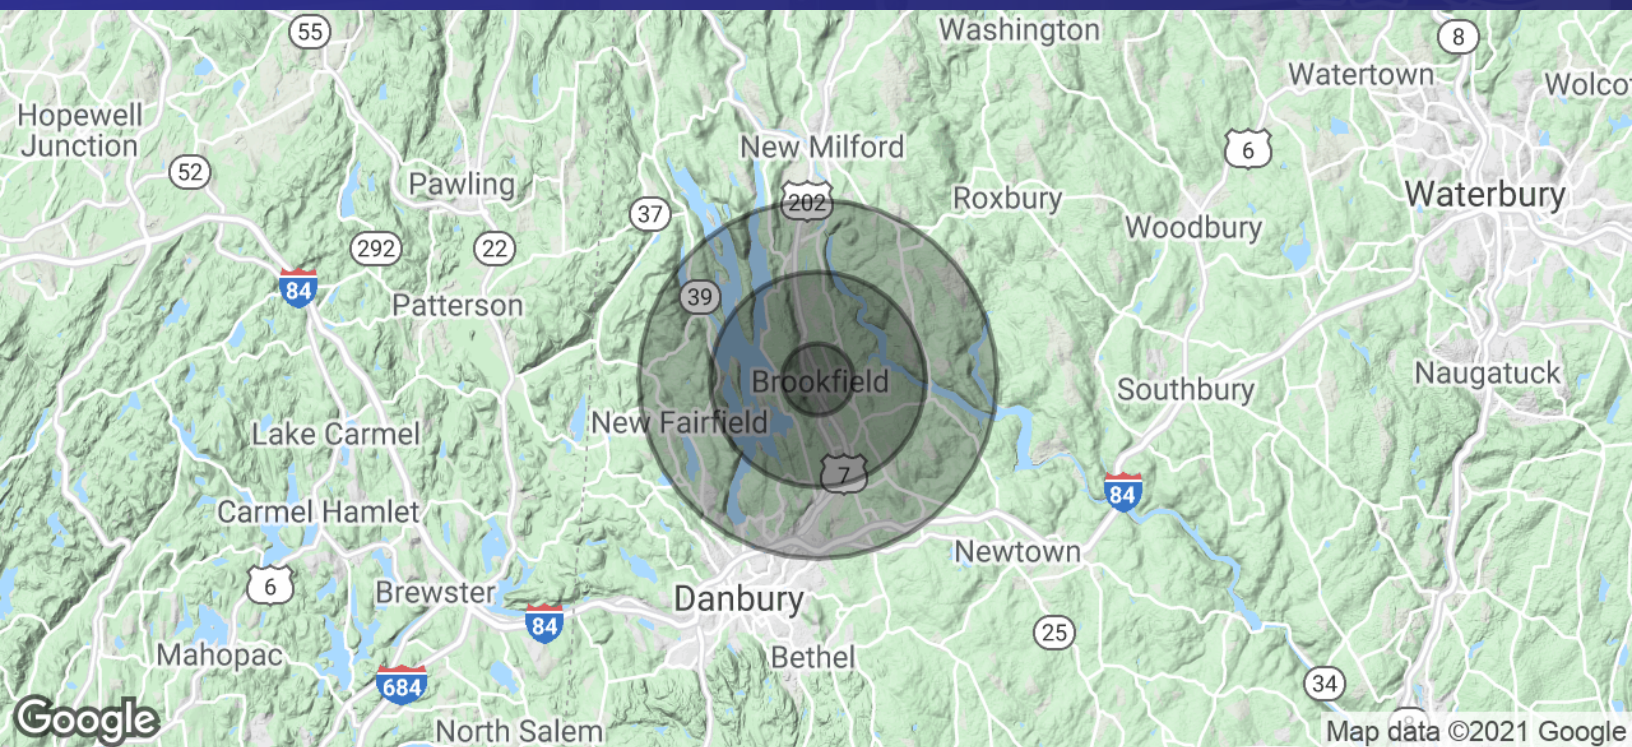 55
Washington
8
Watertown
Wolco
Hopewell
Junction
52
New Milford
6
Pawling
202
Roxbury
Waterbury
37
Woodbury
292
22
84
39
Patterson
Brookfield
Southbury
Naugatuck
New Fairfield
Lake Carmel
7
84
Carmel Hamlet
Newtown
6
Brewster
Danbury
84
25
Mahopac
Bethel
684
34
Google
North Salem
8
Map data ©2021 Google